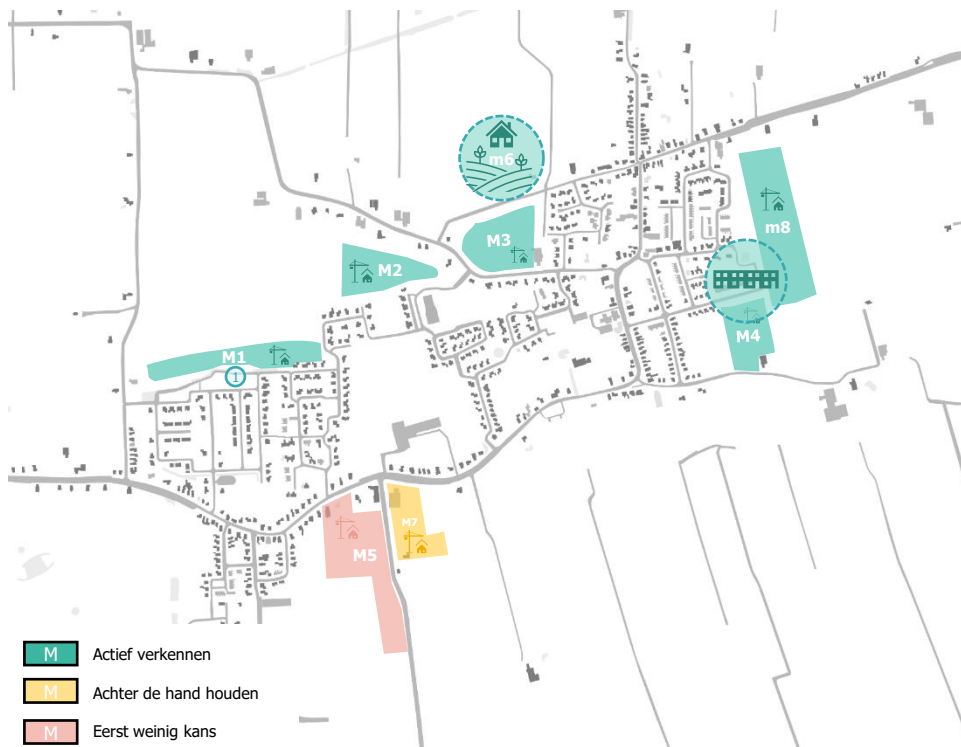 m6
m8
M3
M2
M4
M1
1
M7
M5
M Actief verkennen
M Achter de hand houden
M Eerst weinig kans